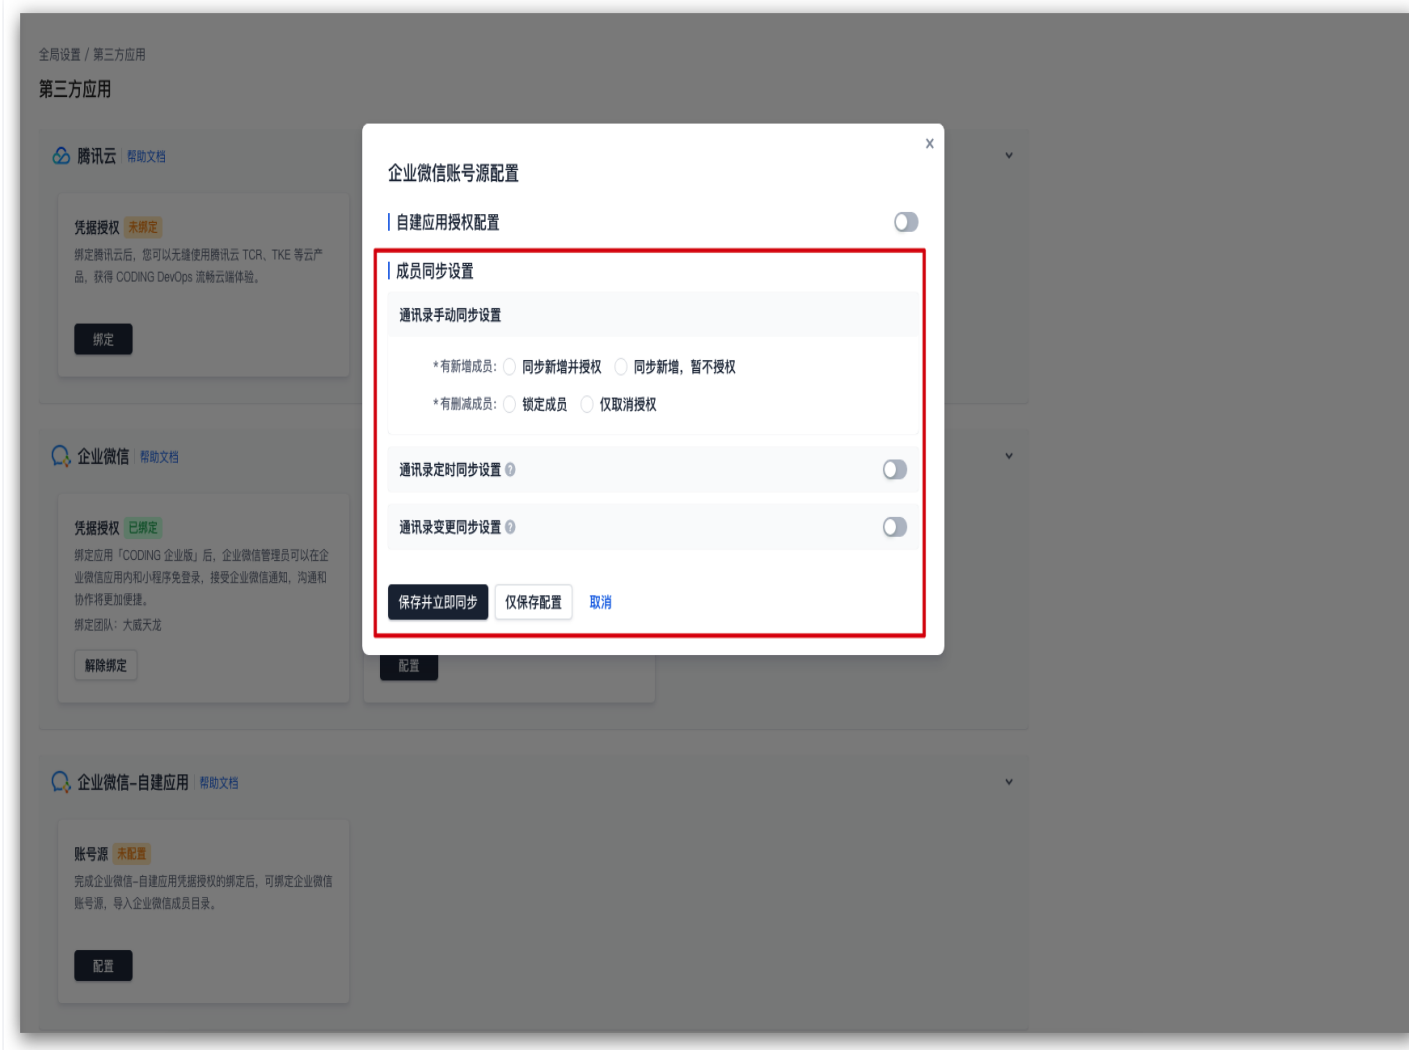 全局设置 / 第三方应用
第三方应用
腾讯云 帮助文档
凭据授权 未绑定
绑定腾讯云后，您可以无缝使用腾讯云 TCR、TKE 等云产
品，获得 CODING DevOps 流畅云端体验。
绑定
企业微信 帮助文档
凭据授权 已绑定
绑定应用「CODING 企业版」后，企业微信管理员可以在企
业微信应用内和小程序免登录，接受企业微信通知，沟通和
协作将更加便捷。
绑定团队：大威天龙
解除绑定
配置
企业微信-自建应用 帮助文档
账号源 未配置
完成企业微信-自建应用凭据授权的绑定后，可绑定企业微信
账号源，导入企业微信成员目录。
配置
x
企业微信账号源配置
自建应用授权配置
成员同步设置
通讯录手动同步设置
*有新增成员： 同步新增并授权 同步新增，暂不授权
*有删减成员： 锁定成员 仅取消授权
通讯录定时同步设置 ?
通讯录变更同步设置 ?
保存并立即同步 仅保存配置 取消